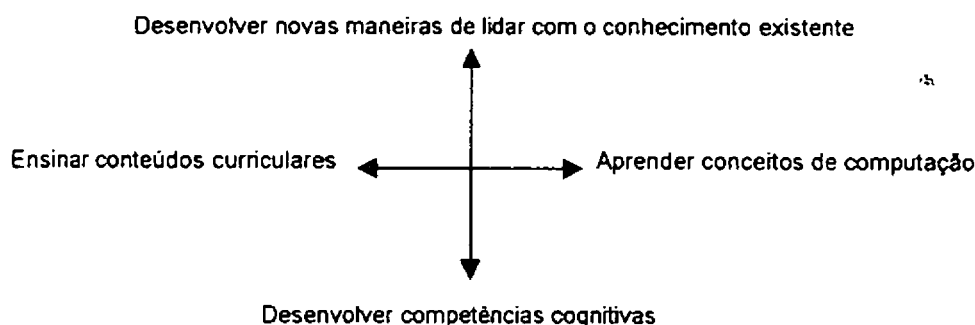 Desenvolver novas maneiras de lidar com o conhecimento existente
Ensinar conteúdos curriculares
Aprender conceitos de computação
Desenvolver competências cognitivas